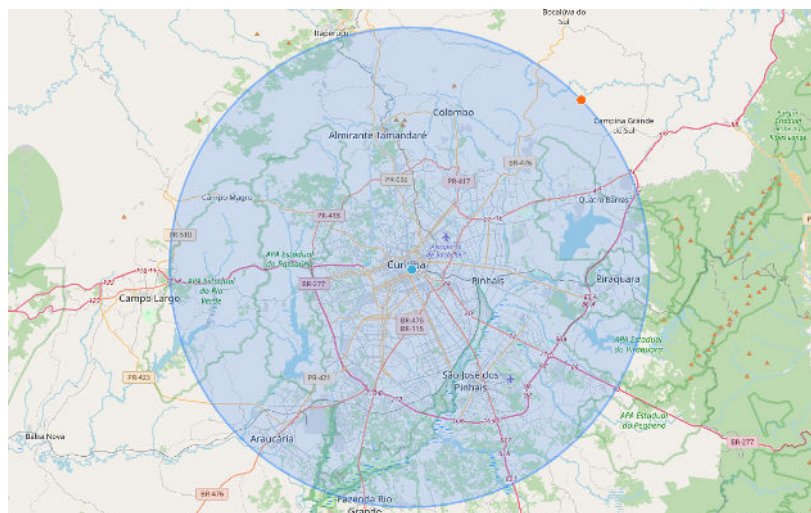 Bocaiúva do
Sul
Itaperuçu
Colombo
Almirante Tamandaré
Campina Grande
do Sul
BR-476
PR-092
PR-417
Campo Magro
Quatro Barras
PR-418
PR-510
APA Estadual
do Passaúna
Curitiba
APA Estadual
do Rio
Verde
BR-277
Pinhais
Piraquara
Campo Largo
BR-476
BR-116
APA Estadual
do Piraquara
PR-423
PR-421
São José dos
Pinhais
APA Estadual
do Pequeno
Balsa Nova
Araucária
BR-277
BR-476
Fazenda Rio
Grande